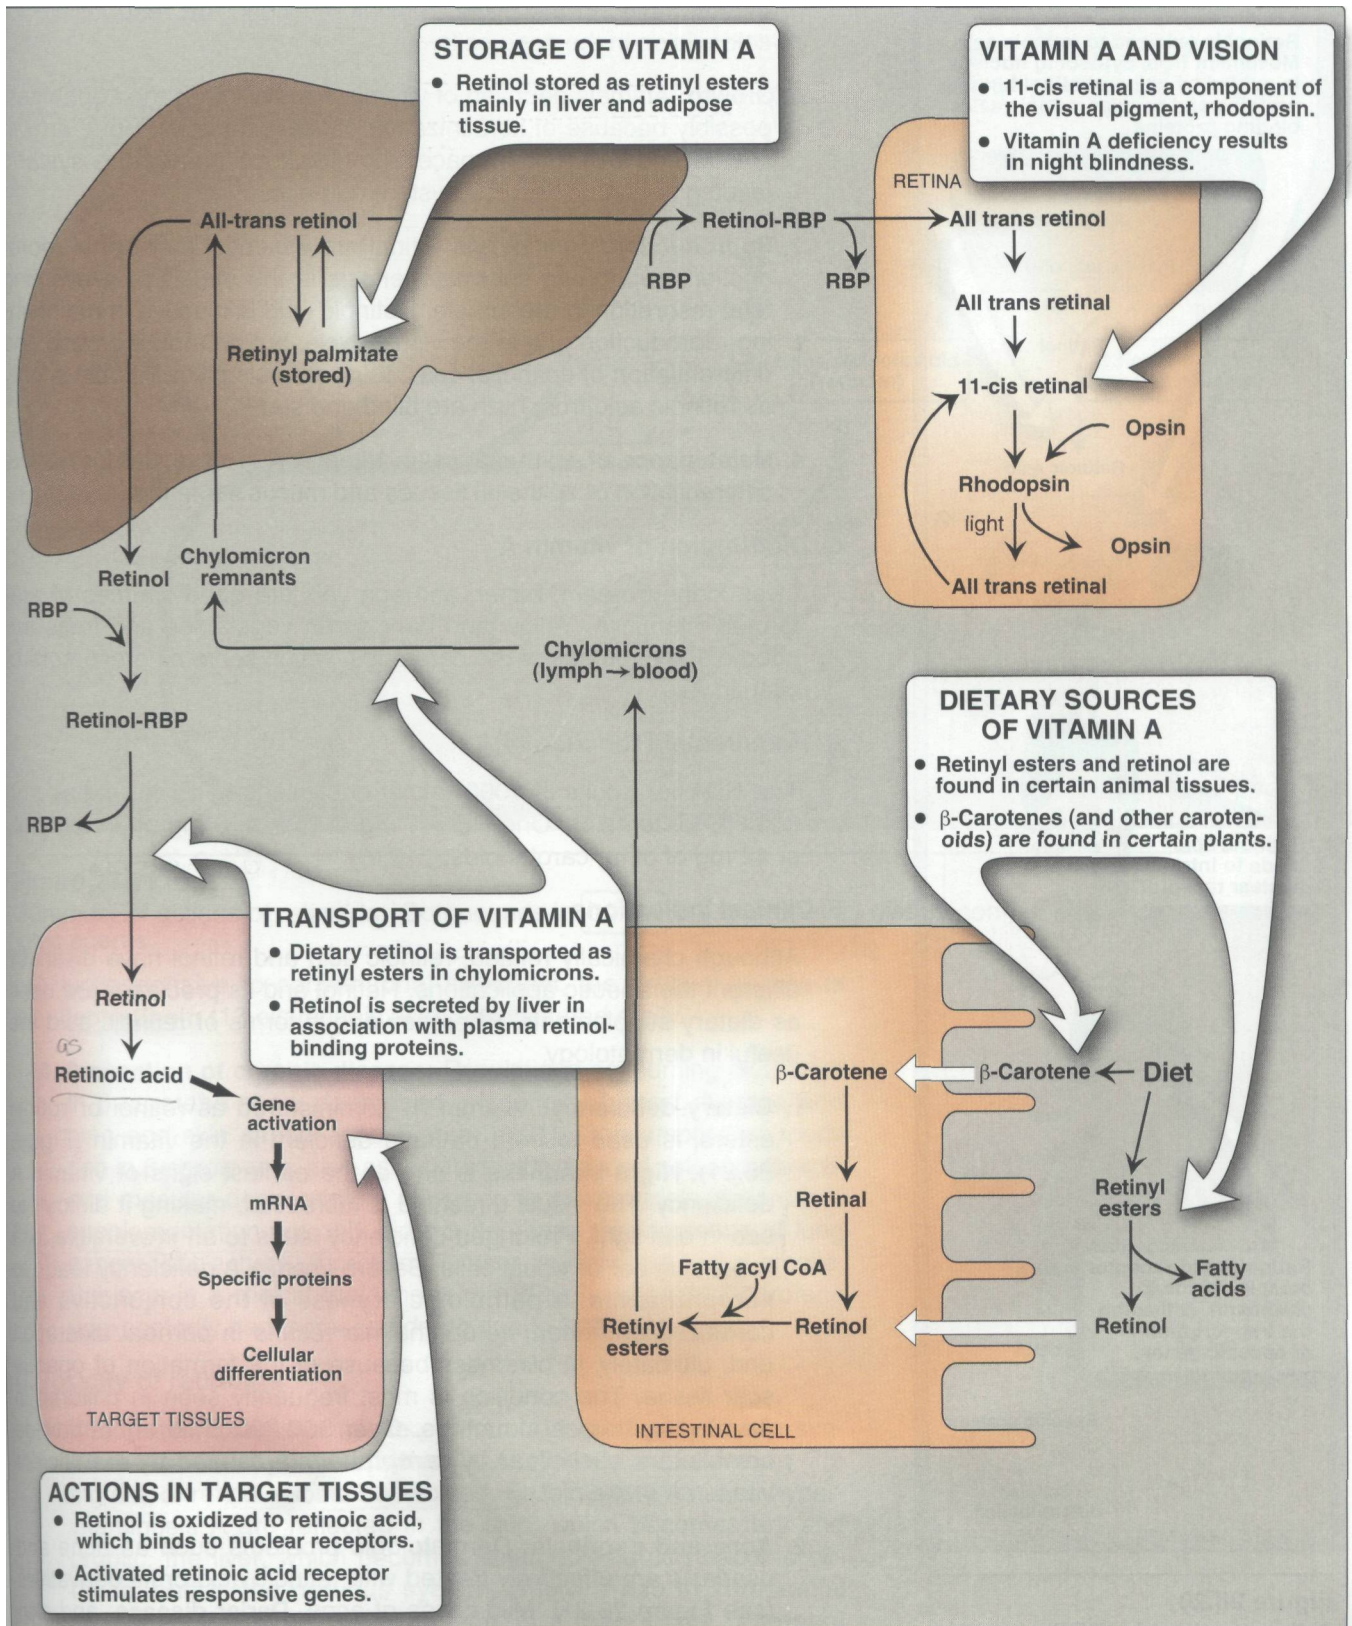 STORAGE OF VITAMIN A
● Retinol stored as retinyl esters
mainly in liver and adipose
tissue.
VITAMIN A AND VISION
● 11-cis retinal is a component of
the visual pigment, rhodopsin.
● Vitamin A deficiency results
in night blindness.
RETINA
All-trans retinol
Retinol-RBP
All trans retinol
RBP
RBP
All trans retinal
Retinyl palmitate
(stored)
11-cis retinal
Opsin
Rhodopsin
light
Opsin
All trans retinal
Retinol
Chylomicron
remnants
RBP
Chylomicrons
(lymph → blood)
Retinol-RBP
RBP
DIETARY SOURCES
OF VITAMIN A
● Retinyl esters and retinol are
found in certain animal tissues.
● β-Carotenes (and other caroten-
oids) are found in certain plants.
TRANSPORT OF VITAMIN A
● Dietary retinol is transported as
retinyl esters in chylomicrons.
● Retinol is secreted by liver in
association with plasma retinol-
binding proteins.
Retinol
Retinoic acid
Gene
activation
mRNA
Specific proteins
Cellular
differentiation
TARGET TISSUES
β-Carotene
β-Carotene
Diet
Retinal
Retinyl
esters
Fatty acyl CoA
Fatty
acids
Retinyl
esters
Retinol
Retinol
INTESTINAL CELL
ACTIONS IN TARGET TISSUES
● Retinol is oxidized to retinoic acid,
which binds to nuclear receptors.
● Activated retinoic acid receptor
stimulates responsive genes.